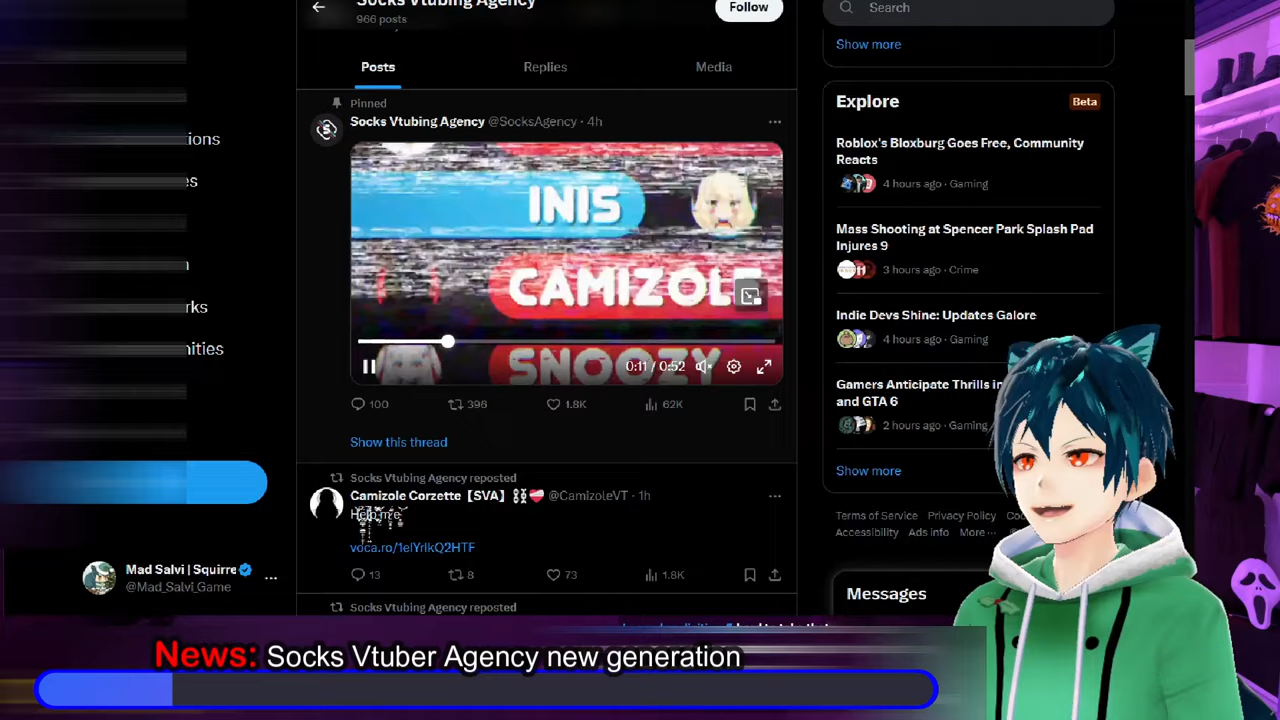 Socks Vtubing Agency
966 posts
Follow
Search
Show more
Posts
Replies
Media
Pinned
Socks Vtubing Agency @SocksAgency · 4h
INIS
CAMIZOLE
SNOOZY
0:11 / 0:52
100
396
1.8K
62K
Show this thread
Socks Vtubing Agency reposted
Camizole Corzette【SVA】⛓️❤️‍🩹 @CamizoleVT · 1h
Help me
voca.ro/1elYrIkQ2HTF
13
8
73
1.8K
Socks Vtubing Agency reposted
Explore
Beta
Roblox's Bloxburg Goes Free, Community
Reacts
4 hours ago · Gaming
Mass Shooting at Spencer Park Splash Pad
Injures 9
3 hours ago · Crime
Indie Devs Shine: Updates Galore
4 hours ago · Gaming
Gamers Anticipate Thrills in
and GTA 6
2 hours ago · Gaming
Show more
Terms of Service Privacy Policy Coo
Accessibility Ads info More ···
Messages
ions
es
n
rks
nities
Mad Salvi | Squirre
@Mad_Salvi_Game
News: Socks Vtuber Agency new generation